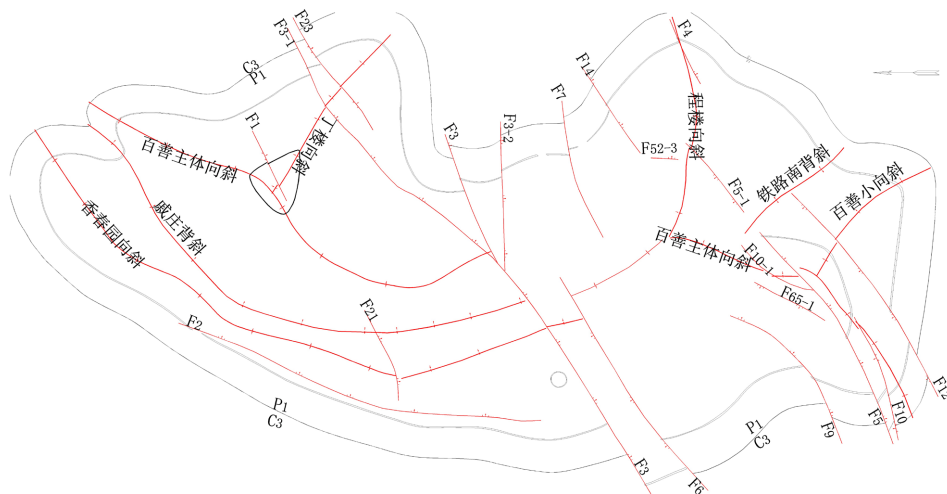 F23
F3-1
F4
C3
P1
F14
F7
程楼向斜
F1
丁楼向斜
F3
F3-2
百善主体向斜
F52-3
铁路南背斜
F5-1
百善小向斜
香春园向斜
戚庄背斜
百善主体向斜
F10-1
F65-1
F21
F2
F12
P1
C3
F10
F5
F9
P1
C3
F3
F6